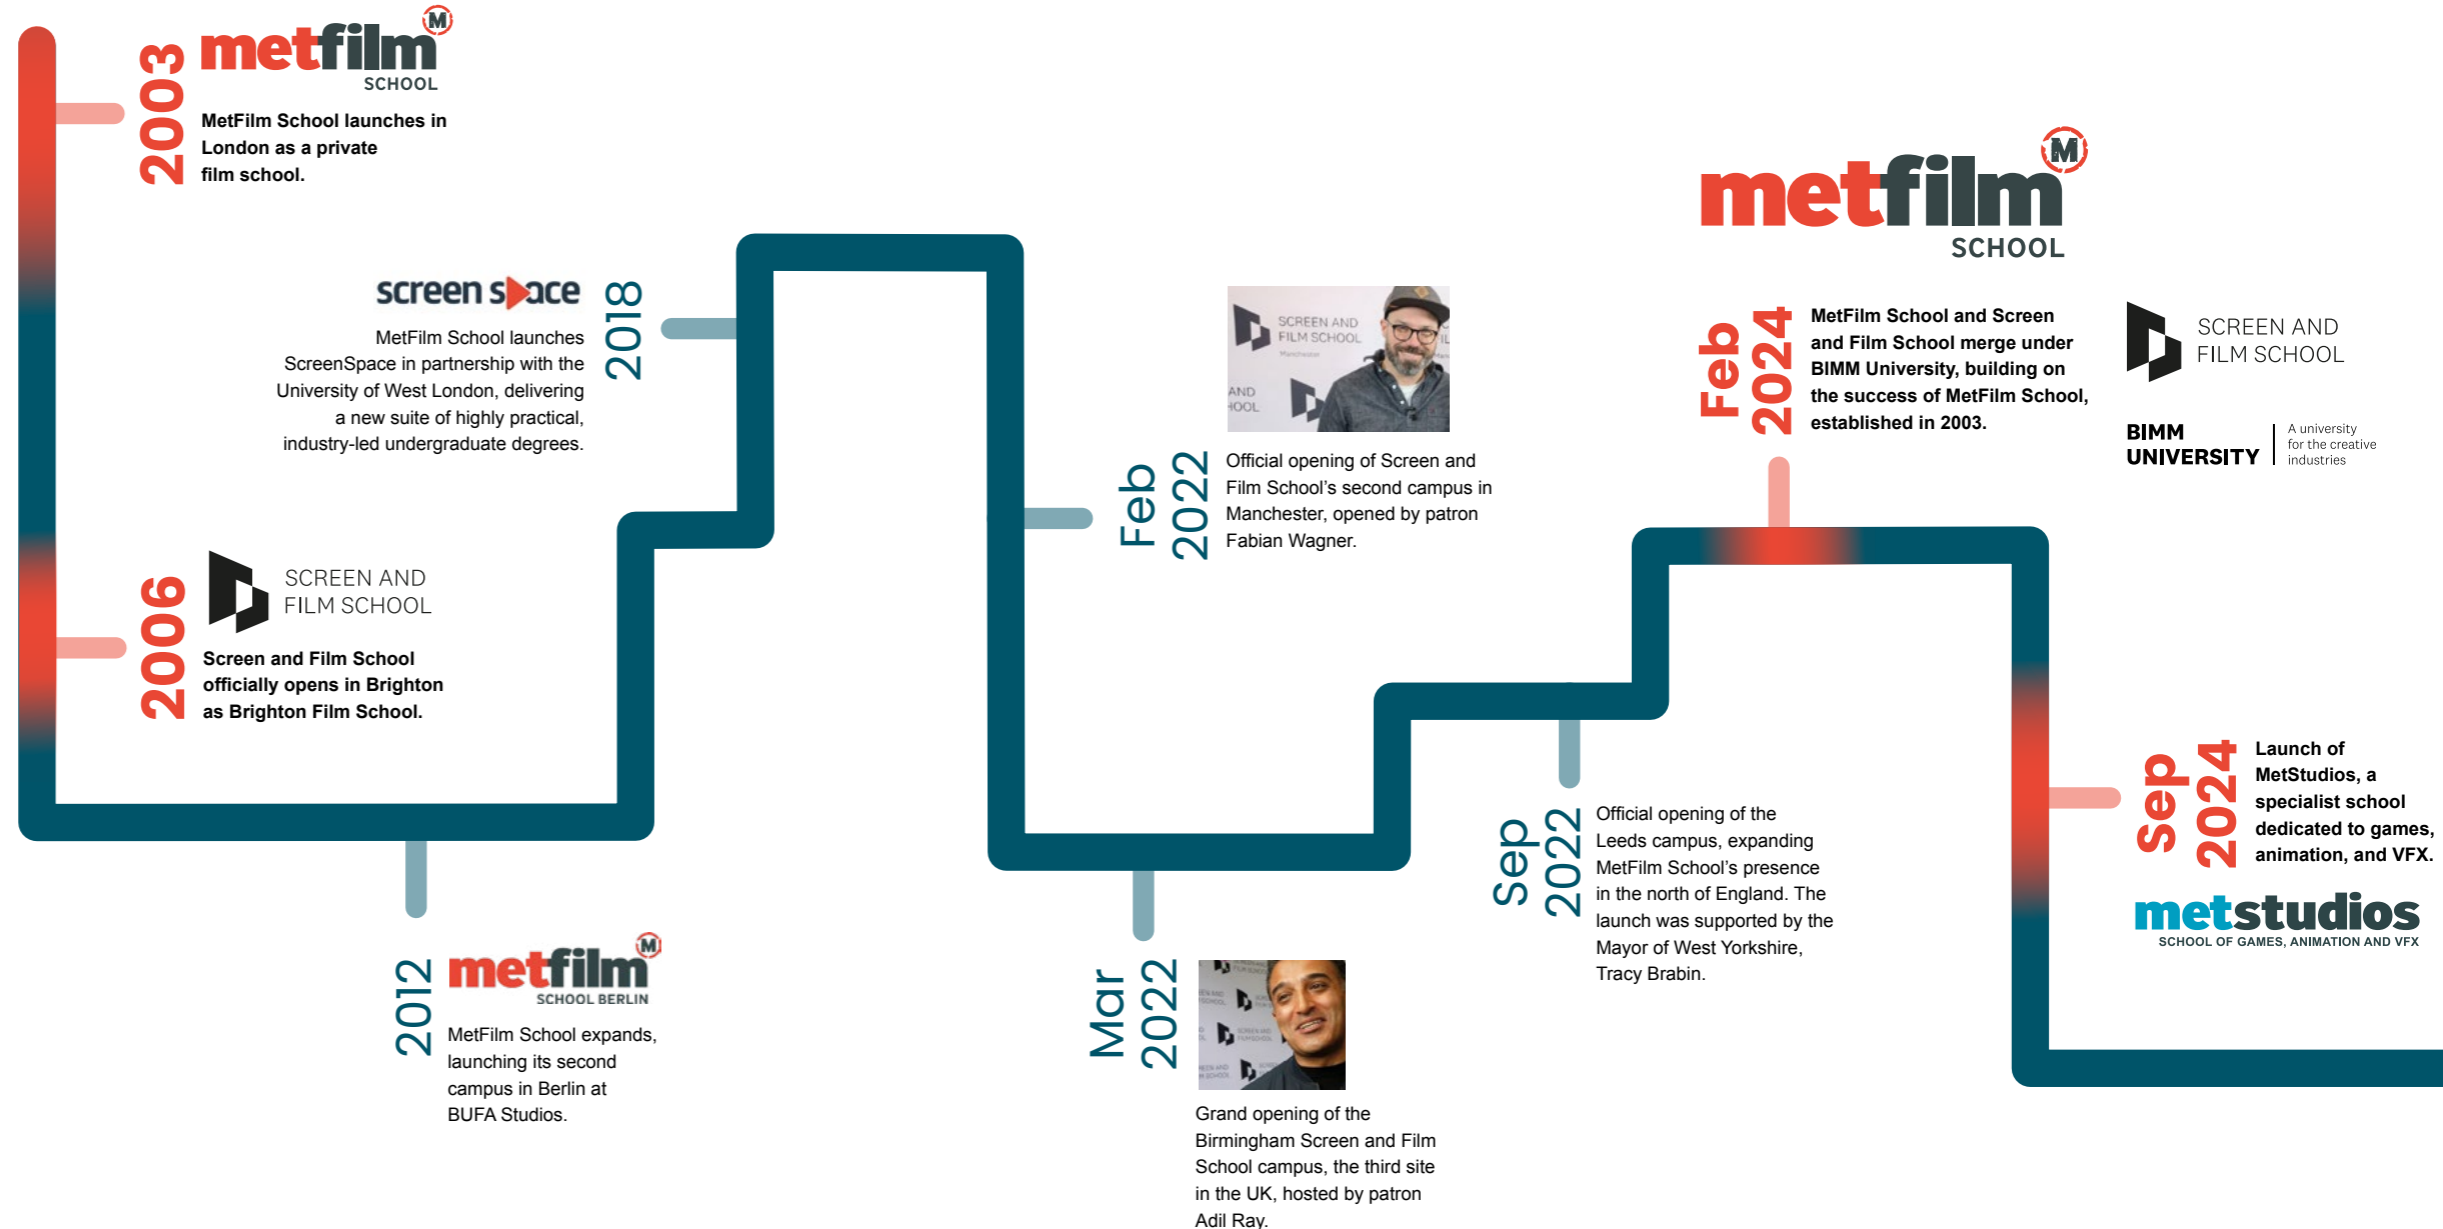 2003
metfilm
M
SCHOOL
MetFilm School launches in
London as a private
film school.
2006
SCREEN AND
FILM SCHOOL
Screen and Film School
officially opens in Brighton
as Brighton Film School.
2012
metfilm
M
SCHOOL BERLIN
MetFilm School expands,
launching its second
campus in Berlin at
BUFA Studios.
screen space
2018
MetFilm School launches
ScreenSpace in partnership with the
University of West London, delivering
a new suite of highly practical,
industry-led undergraduate degrees.
SCREEN AND
FILM SCHOOL
Manchester
AND
Feb
2022
Official opening of Screen and
Film School's second campus in
Manchester, opened by patron
Fabian Wagner.
Mar
2022
SCREEN AND
Grand opening of the
Birmingham Screen and Film
School campus, the third site
in the UK, hosted by patron
Adil Ray.
Sep
2022
Official opening of the
Leeds campus, expanding
MetFilm School's presence
in the north of England. The
launch was supported by the
Mayor of West Yorkshire,
Tracy Brabin.
metfilm
M
SCHOOL
Feb
2024
MetFilm School and Screen
and Film School merge under
BIMM University, building on
the success of MetFilm School,
established in 2003.
SCREEN AND
FILM SCHOOL
BIMM
UNIVERSITY
A university
for the creative
industries
Sep
2024
Launch of
MetStudios, a
specialist school
dedicated to games,
animation, and VFX.
metstudios
SCHOOL OF GAMES, ANIMATION AND VFX